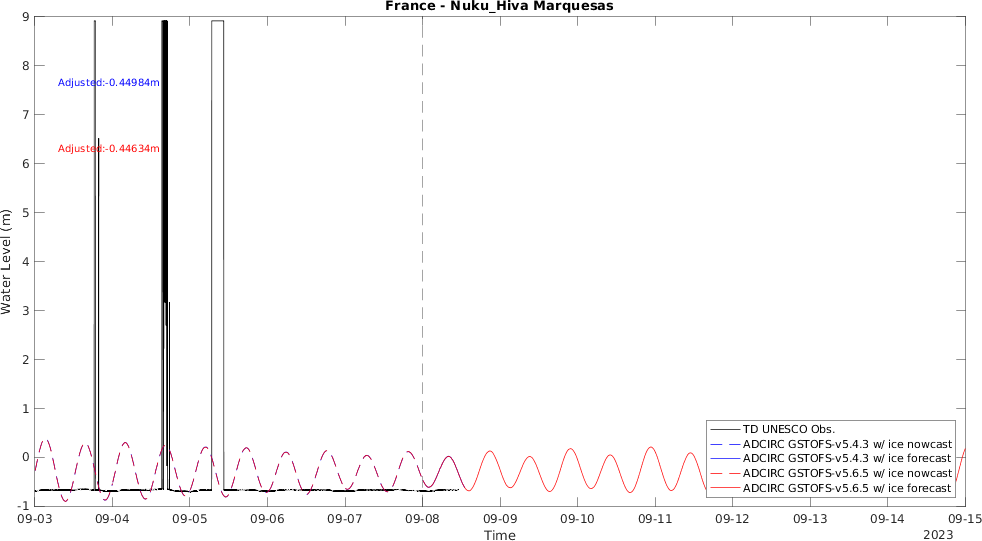 France - Nuku_Hiva Marquesas
9
8
7
6
5
4
3
2
1
0
-1
Water Level (m)
Adjusted:-0.44984m
Adjusted:-0.44634m
TD UNESCO Obs.
ADCIRC GSTOFS-v5.4.3 w/ ice nowcast
ADCIRC GSTOFS-v5.4.3 w/ ice forecast
ADCIRC GSTOFS-v5.6.5 w/ ice nowcast
ADCIRC GSTOFS-v5.6.5 w/ ice forecast
09-03 09-04 09-05 09-06 09-07 09-08 09-09 09-10 09-11 09-12 09-13 09-14 09-15
Time
2023